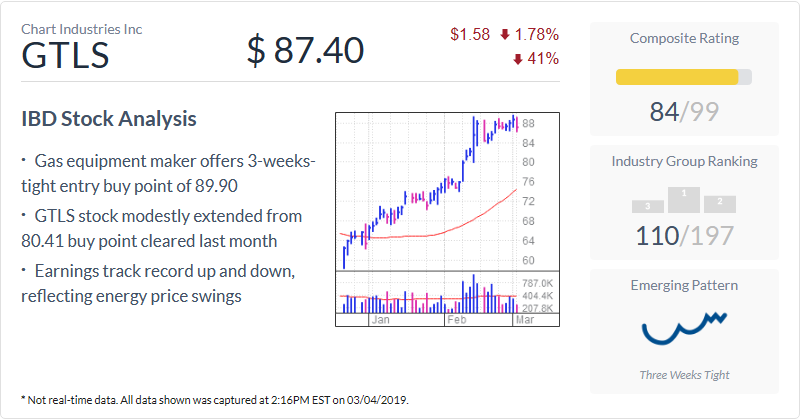 Chart Industries Inc
GTLS
$ 87.40
$1.58 1.78%
41%
IBD Stock Analysis
• Gas equipment maker offers 3-weeks-
tight entry buy point of 89.90
• GTLS stock modestly extended from
80.41 buy point cleared last month
• Earnings track record up and down,
reflecting energy price swings
88
84
80
76
72
68
64
60
787.0K
404.4K
207.8K
Jan Feb Mar
Composite Rating
84/99
Industry Group Ranking
3 1 2
110/197
Emerging Pattern
Three Weeks Tight
* Not real-time data. All data shown was captured at 2:16PM EST on 03/04/2019.